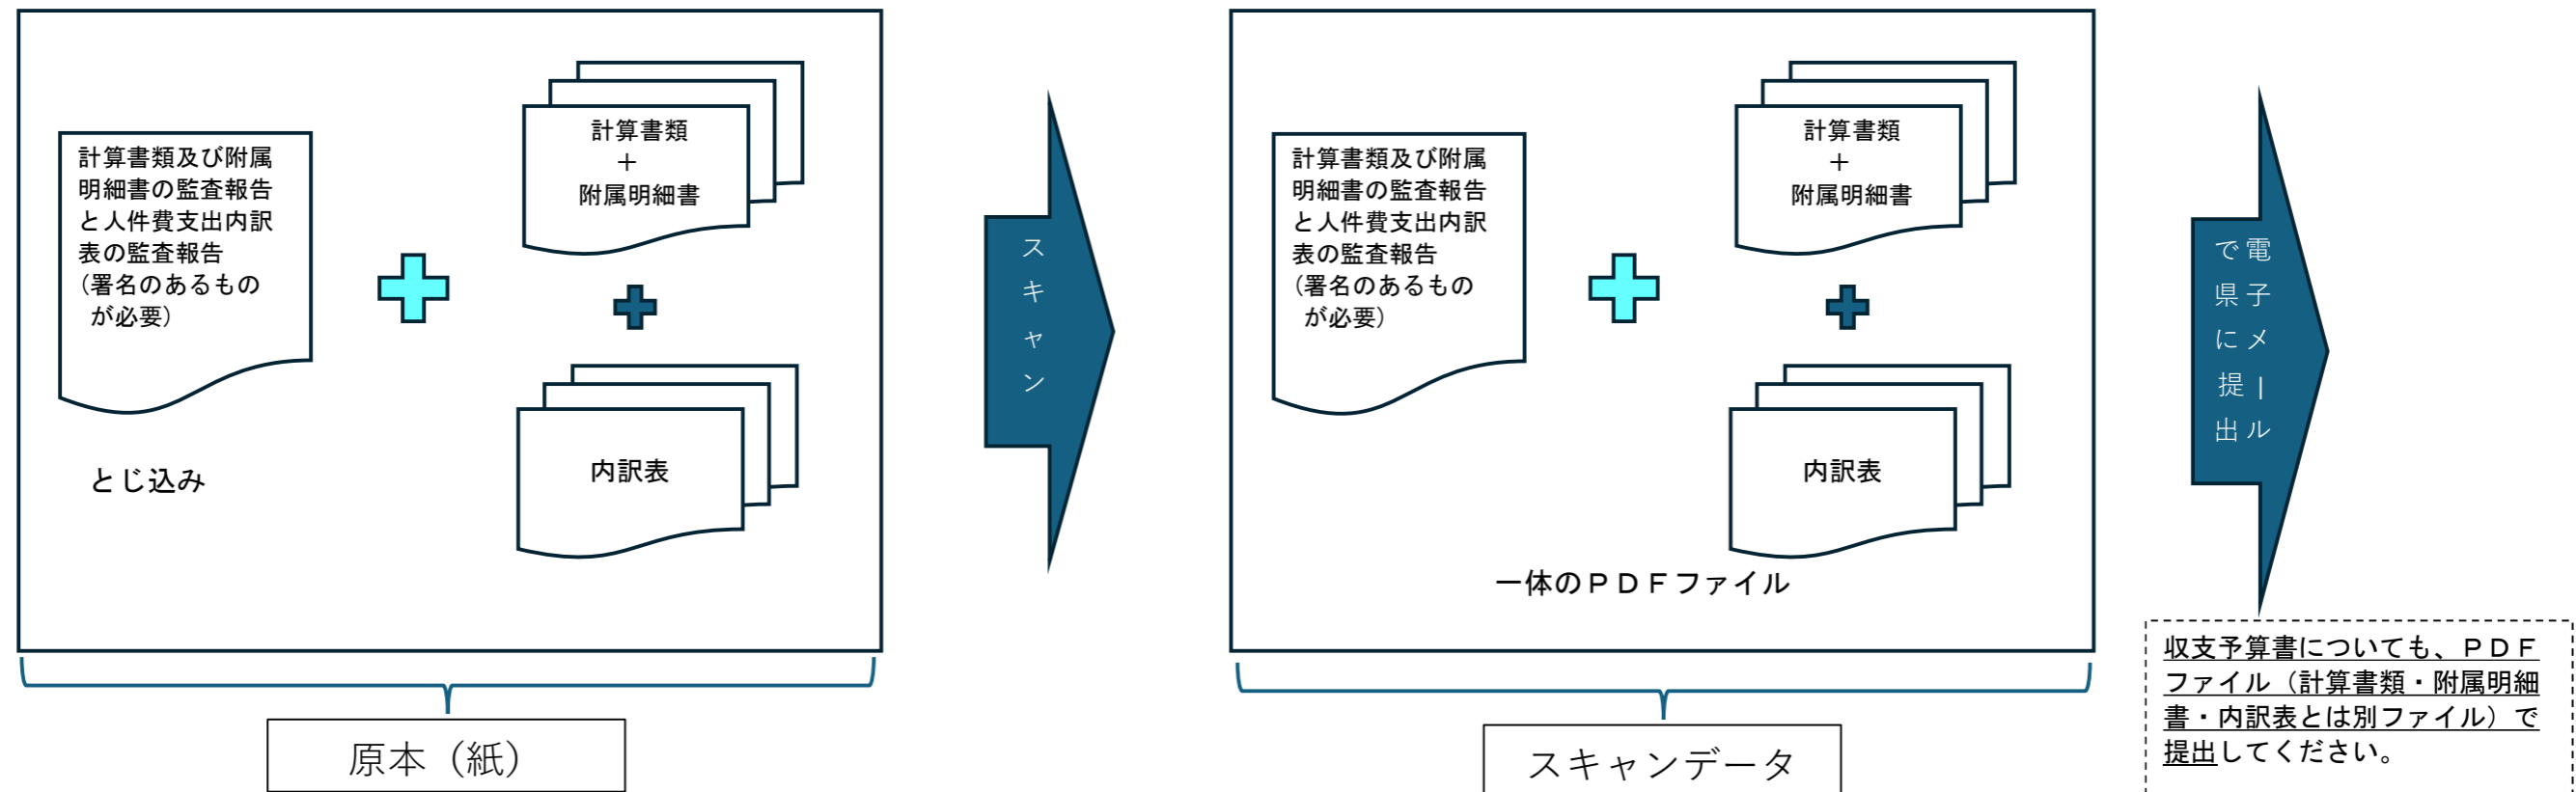 計算書類及び附属
明細書の監査報告
と人件費支出内訳
表の監査報告
（署名のあるもの
が必要）
計算書類
＋
附属明細書
内訳表
とじ込み
原本（紙）
スキャン
計算書類及び附属
明細書の監査報告
と人件費支出内訳
表の監査報告
（署名のあるもの
が必要）
計算書類
＋
附属明細書
内訳表
一体のＰＤＦファイル
スキャンデータ
電子メール
で県に提出
収支予算書についても、ＰＤＦ
ファイル（計算書類・附属明細
書・内訳表とは別ファイル）で
提出してください。